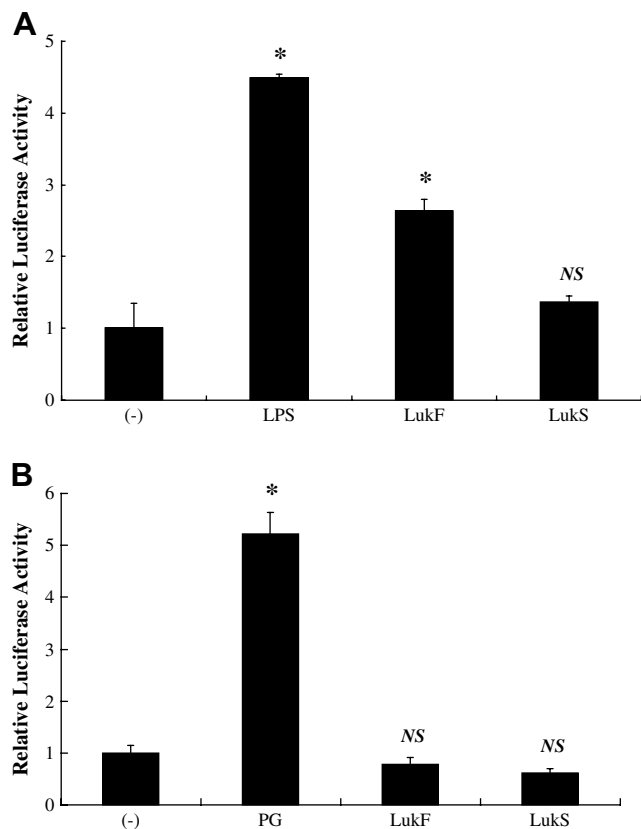 A
Relative Luciferase Activity
5
4
3
2
1
0
*
*
NS
(-) LPS LukF LukS
B
Relative Luciferase Activity
6
5
4
3
2
1
0
*
NS
NS
(-) PG LukF LukS